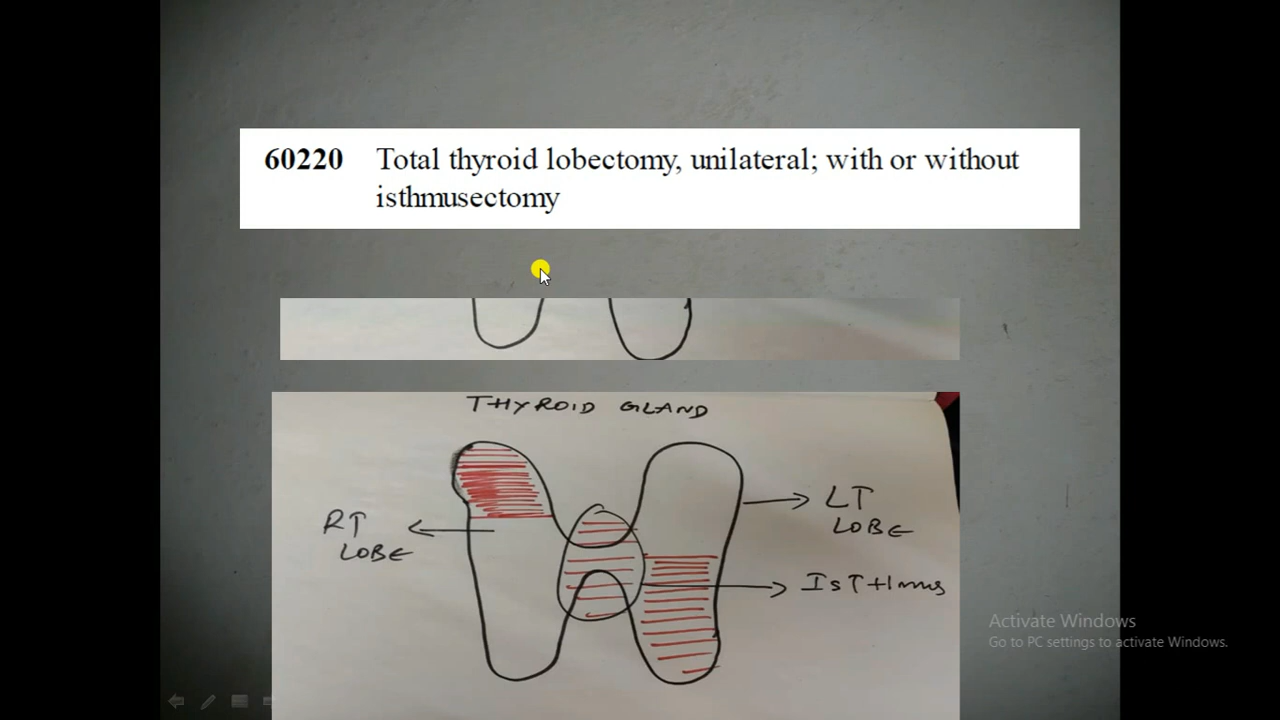 60220 Total thyroid lobectomy, unilateral; with or without
isthmusectomy
THYROID GLAND
RT
LOBE
LT
LOBE
IsTHmus
Activate Windows
Go to PC settings to activate Windows.